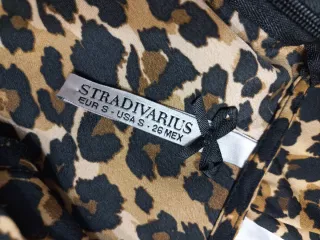 STRADIVARIUS
EUR S - USA S - 26 MEX